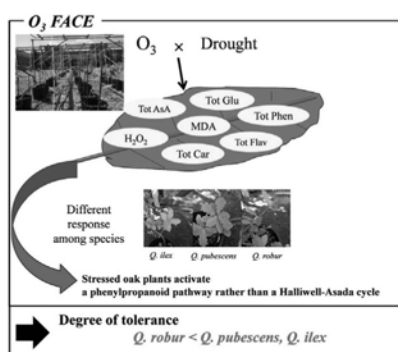 O₃ FACE
O₃ × Drought
Tot AsA
Tot Glu
Tot Phen
MDA
H₂O₂
Tot Flav
Tot Car
Different
response
among species
Q. ilex
Q. pubescens
Q. robur
Stressed oak plants activate
a phenylpropanoid pathway rather than a Halliwell-Asada cycle
Degree of tolerance
Q. robur < Q. pubescens, Q. ilex